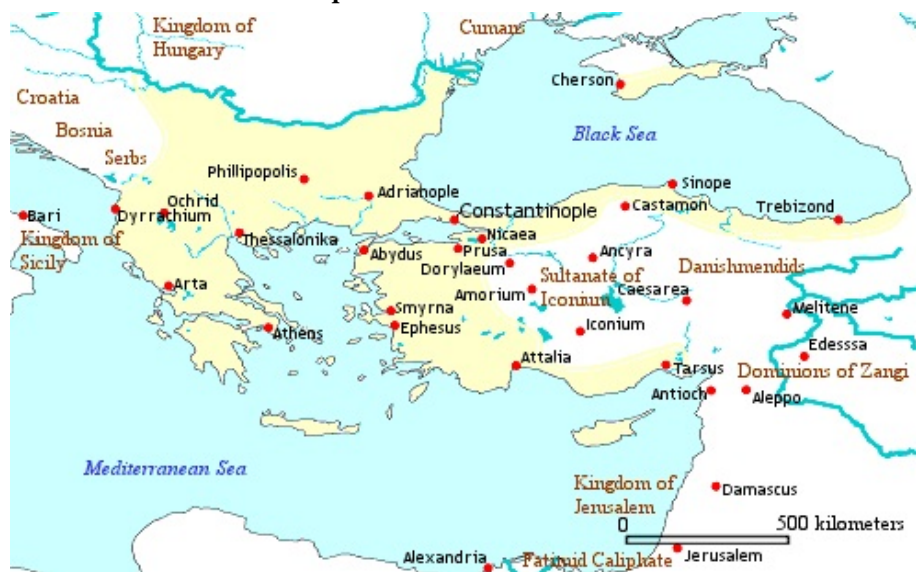 Kingdom of
Hungary
Cumans
Croatia
Cherson
Bosnia
Black Sea
Serbs
Phillipopolis
Adrianople
Sinope
Ochrid
Castamon
Bari
Dyrrachium
Constantinople
Trebizond
Kingdom of
Sicily
Thessalonika
Nicaea
Abydus
Prusa
Ancyra
Dorylaeum
Danishmendids
Sultanate of
Iconium
Arta
Amorium
Caesarea
Smyrna
Melitene
Ephesus
Athens
Iconium
Edesssa
Attalia
Tarsus
Dominions of Zangi
Antioch
Aleppo
Mediterranean Sea
Kingdom of
Jerusalem
Damascus
0
500 kilometers
Alexandria
Fatimid Caliphate
Jerusalem